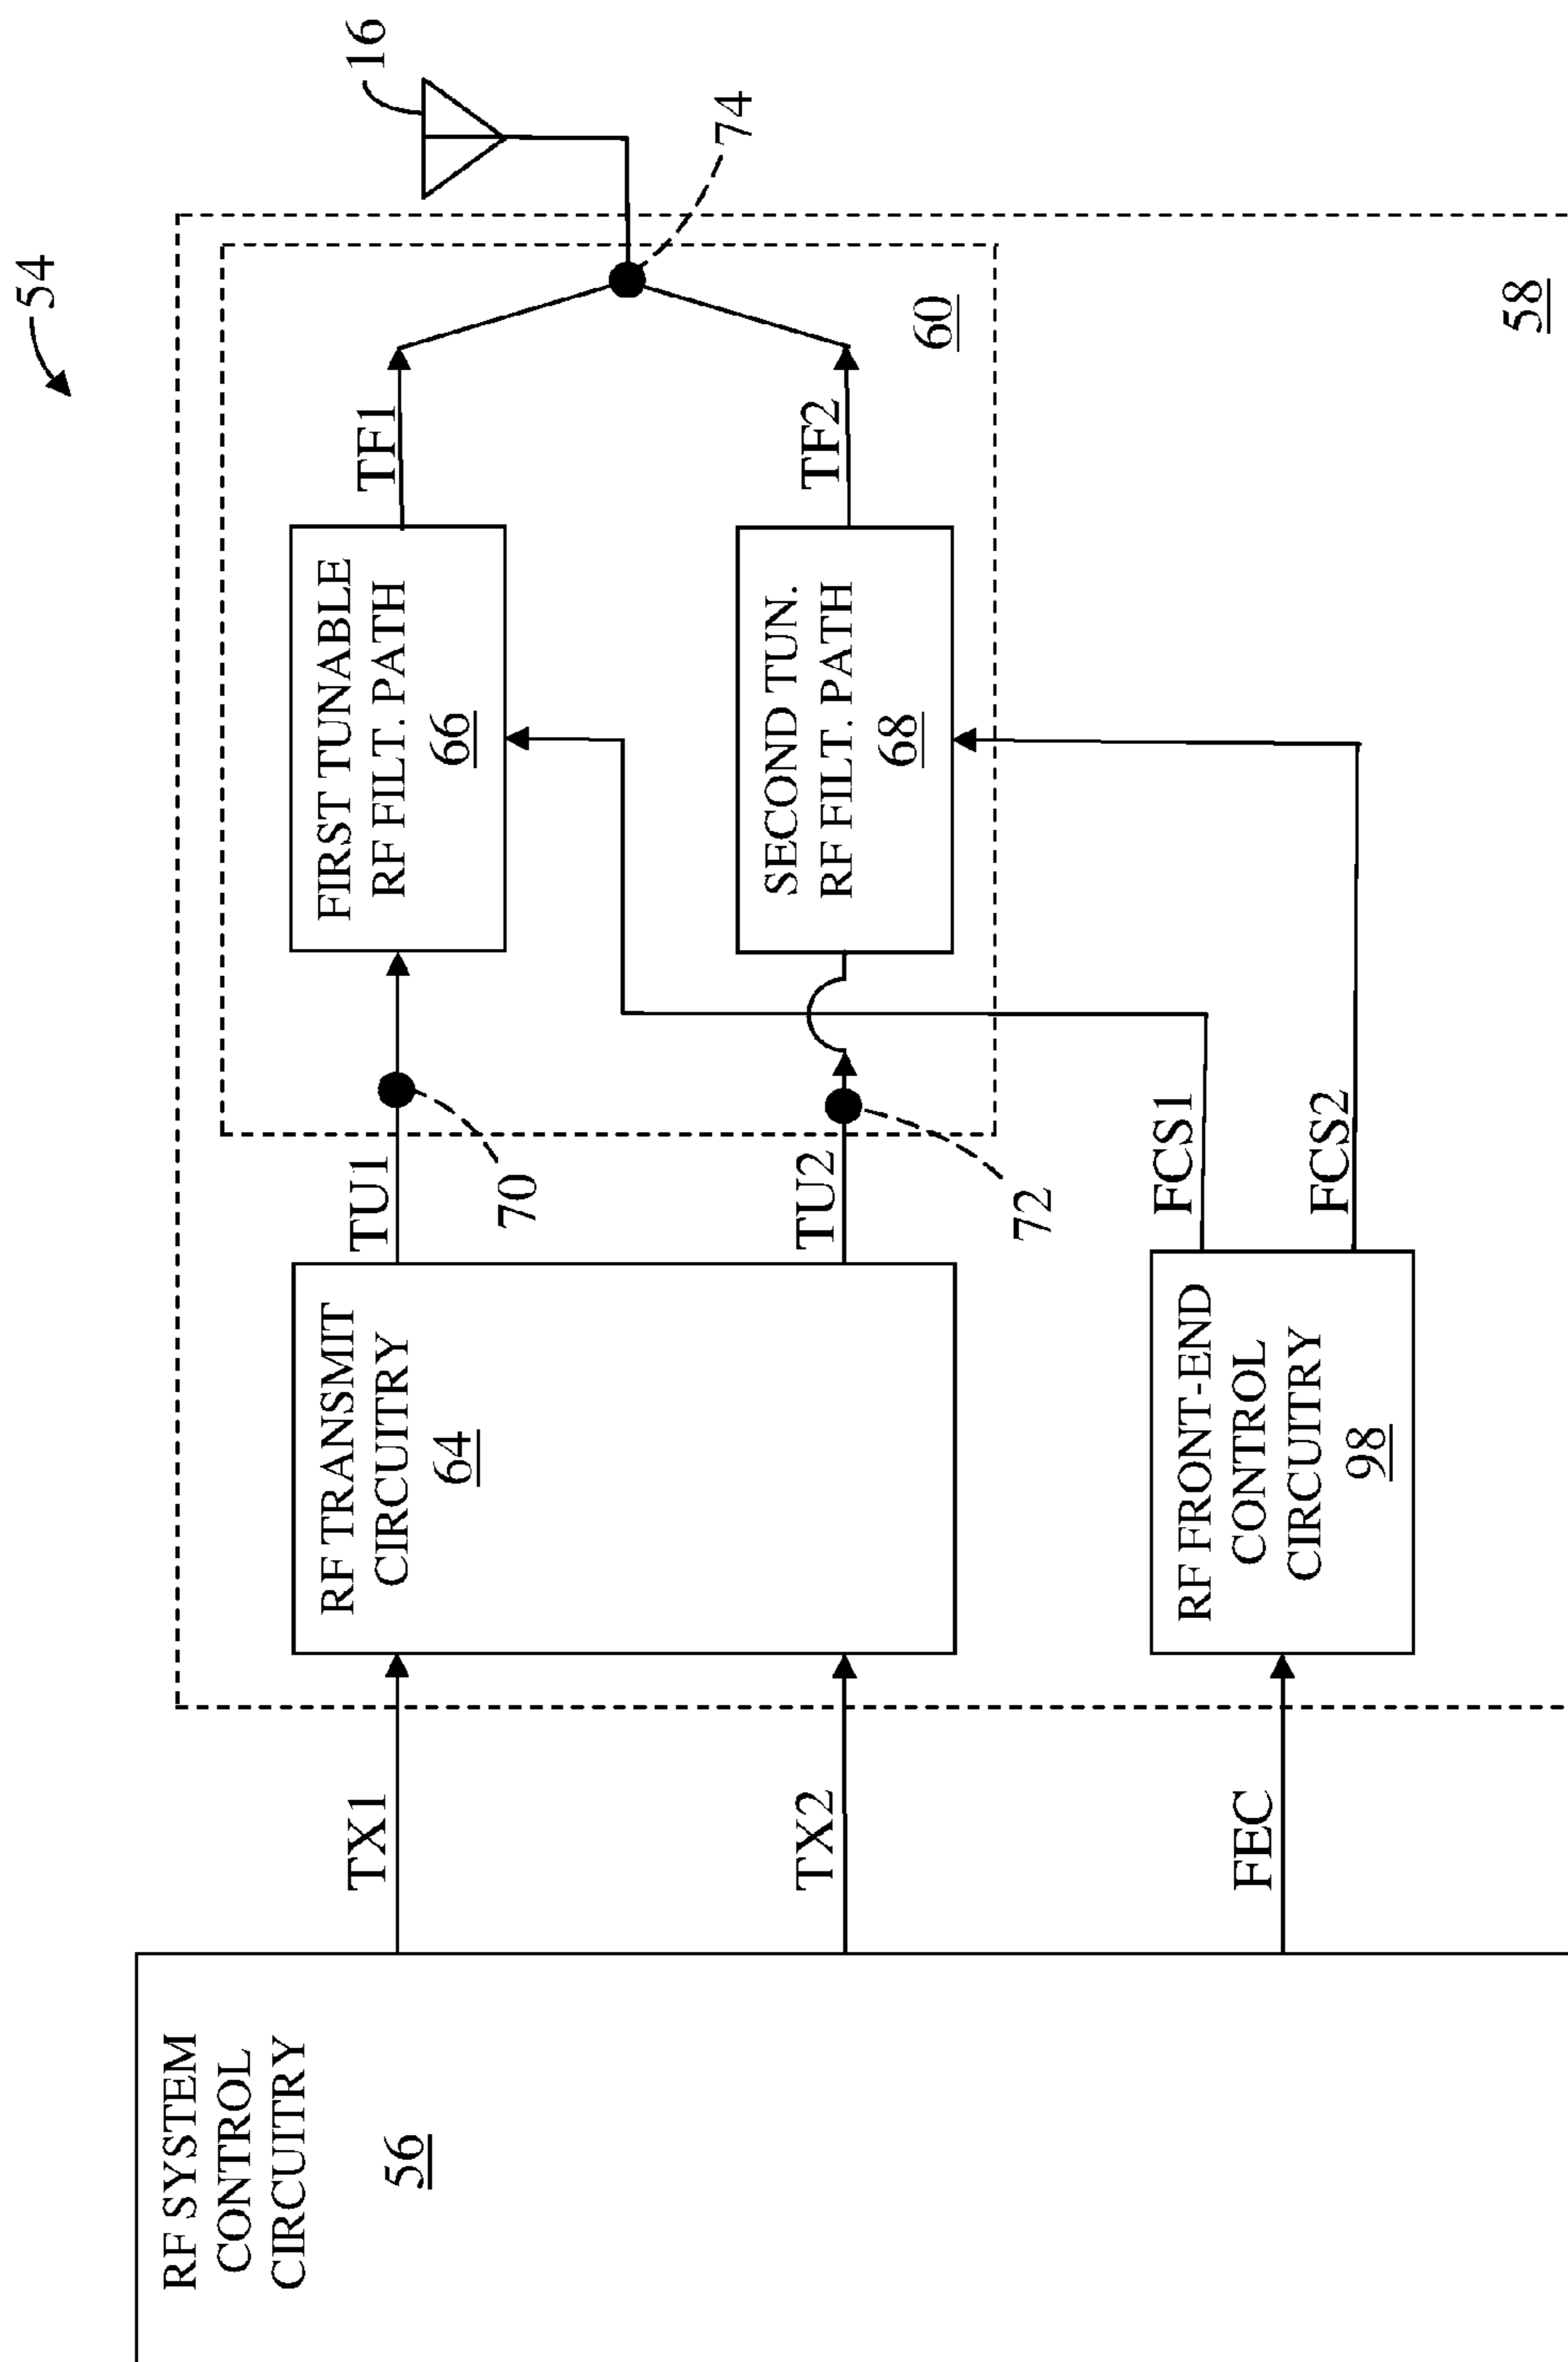 54
16
74
TF1
TF2
60
58
FIRST TUNABLE
RF FILT. PATH
66
SECOND TUN.
RF FILT. PATH
68
TU1
70
TU2
72
FCS1
FCS2
RF TRANSMIT
CIRCUITRY
64
RF FRONT-END
CONTROL
CIRCUITRY
98
TX1
TX2
FEC
RF SYSTEM
CONTROL
CIRCUITRY
56